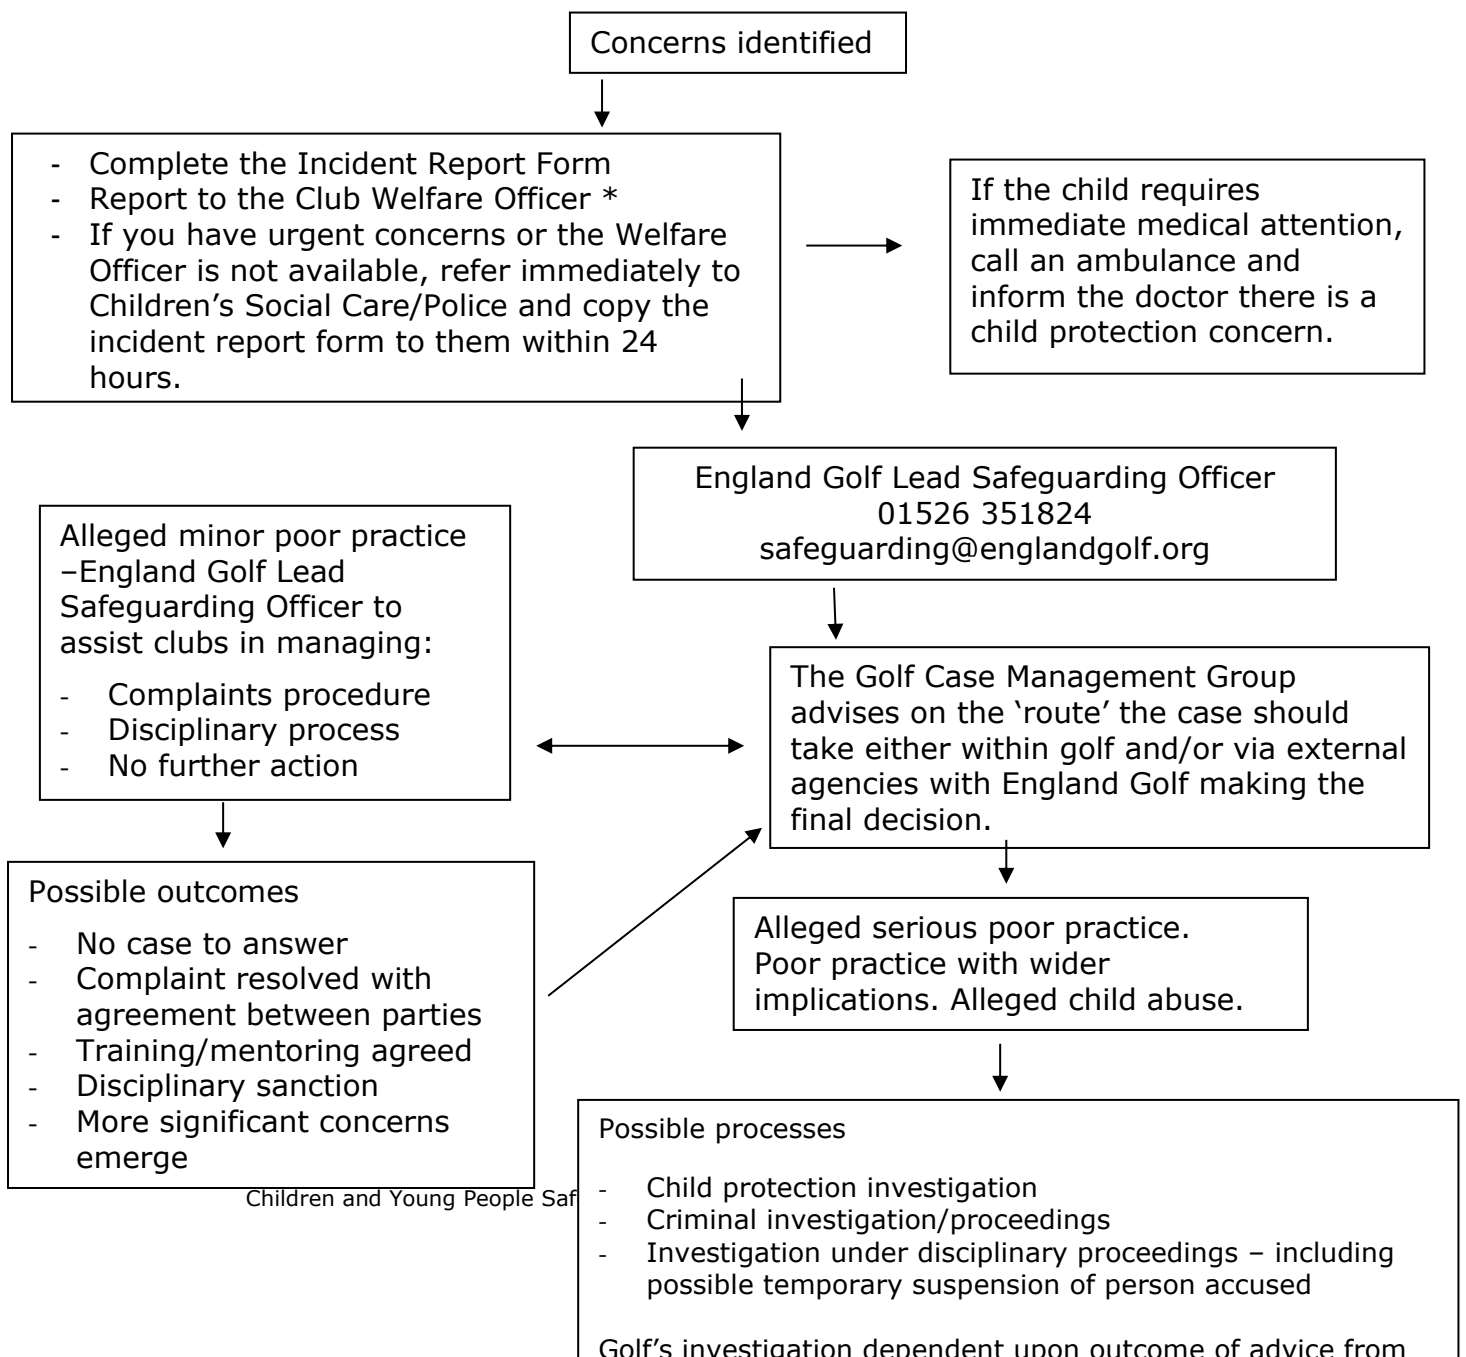 Concerns identified
- Complete the Incident Report Form
- Report to the Club Welfare Officer *
- If you have urgent concerns or the Welfare
Officer is not available, refer immediately to
Children’s Social Care/Police and copy the
incident report form to them within 24
hours.
If the child requires
immediate medical attention,
call an ambulance and
inform the doctor there is a
child protection concern.
England Golf Lead Safeguarding Officer
01526 351824
safeguarding@englandgolf.org
Alleged minor poor practice
–England Golf Lead
Safeguarding Officer to
assist clubs in managing:
- Complaints procedure
- Disciplinary process
- No further action
The Golf Case Management Group
advises on the ‘route’ the case should
take either within golf and/or via external
agencies with England Golf making the
final decision.
Possible outcomes
- No case to answer
- Complaint resolved with
agreement between parties
- Training/mentoring agreed
- Disciplinary sanction
- More significant concerns
emerge
Alleged serious poor practice.
Poor practice with wider
implications. Alleged child abuse.
Children and Young People Saf
Possible processes
- Child protection investigation
- Criminal investigation/proceedings
- Investigation under disciplinary proceedings – including
possible temporary suspension of person accused
Golf’s investigation dependent upon outcome of advice from